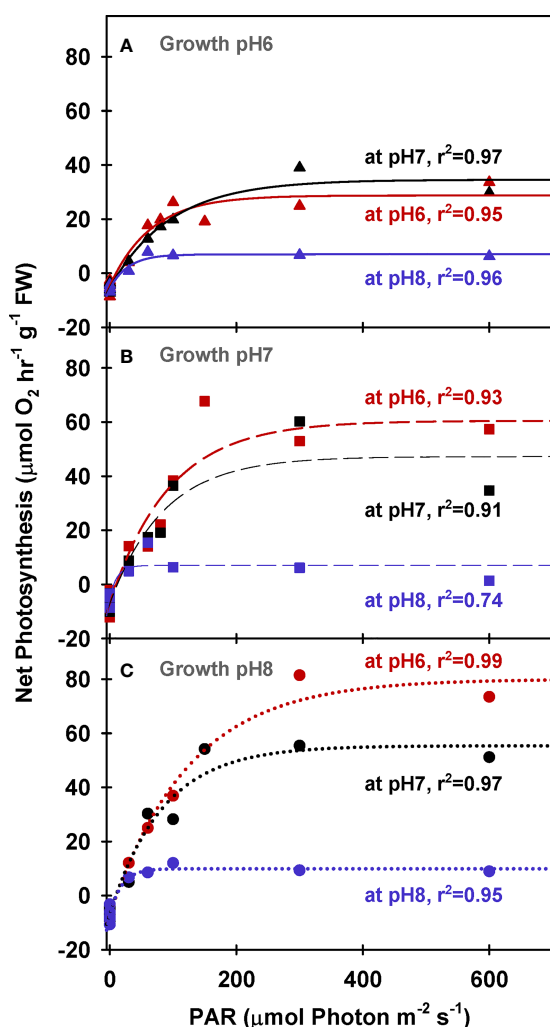 Net Photosynthesis (μmol O₂ hr⁻¹ g⁻¹ FW)
A Growth pH6
80
60
40
20
0
-20
at pH7, r²=0.97
at pH6, r²=0.95
at pH8, r²=0.96
B Growth pH7
80
60
40
20
0
-20
at pH6, r²=0.93
at pH7, r²=0.91
at pH8, r²=0.74
C Growth pH8
80
60
40
20
0
-20
at pH6, r²=0.99
at pH7, r²=0.97
at pH8, r²=0.95
0 200 400 600
PAR (μmol Photon m⁻² s⁻¹)